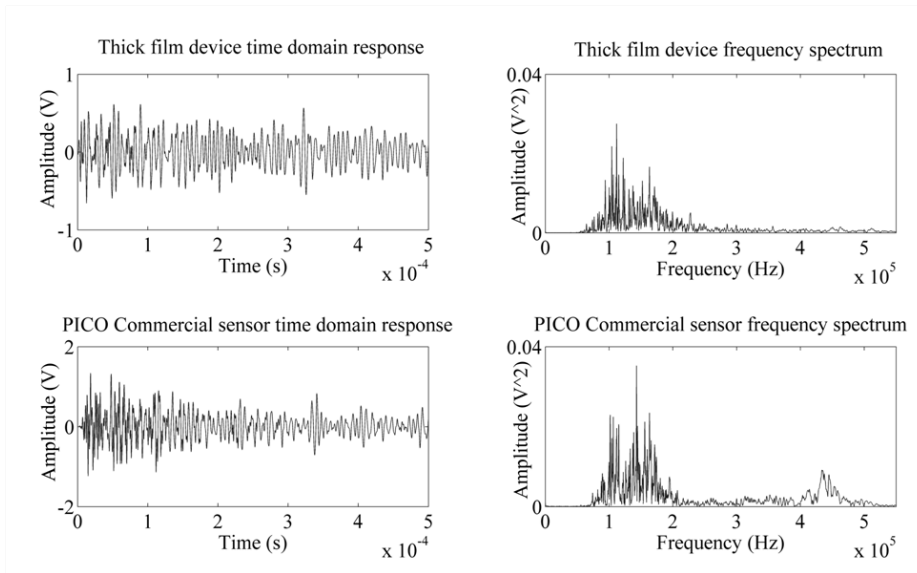 Thick film device time domain response
1
0
-1
Amplitude (V)
0 1 2 3 4 5
Time (s)
x 10^-4
Thick film device frequency spectrum
0.04
0
Amplitude (V^2)
0 1 2 3 4 5
Frequency (Hz)
x 10^5
PICO Commercial sensor time domain response
2
0
-2
Amplitude (V)
0 1 2 3 4 5
Time (s)
x 10^-4
PICO Commercial sensor frequency spectrum
0.04
0
Amplitude (V^2)
0 1 2 3 4 5
Frequency (Hz)
x 10^5